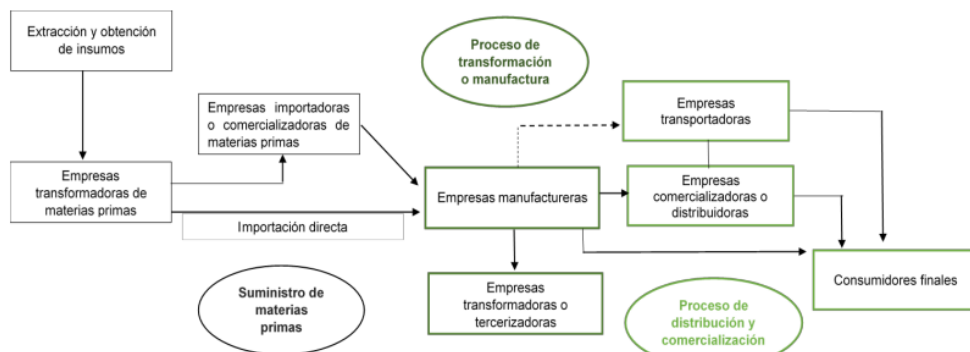 Extracción y obtención
de insumos
Proceso de
transformación
o manufactura
Empresas importadoras
o comercializadoras de
materias primas
Empresas
transportadoras
Empresas
transformadoras de
materias primas
Empresas manufactureras
Empresas
comercializadoras o
distribuidoras
Importación directa
Suministro de
materias
primas
Empresas
transformadoras o
tercerizadoras
Proceso de
distribución y
comercialización
Consumidores finales